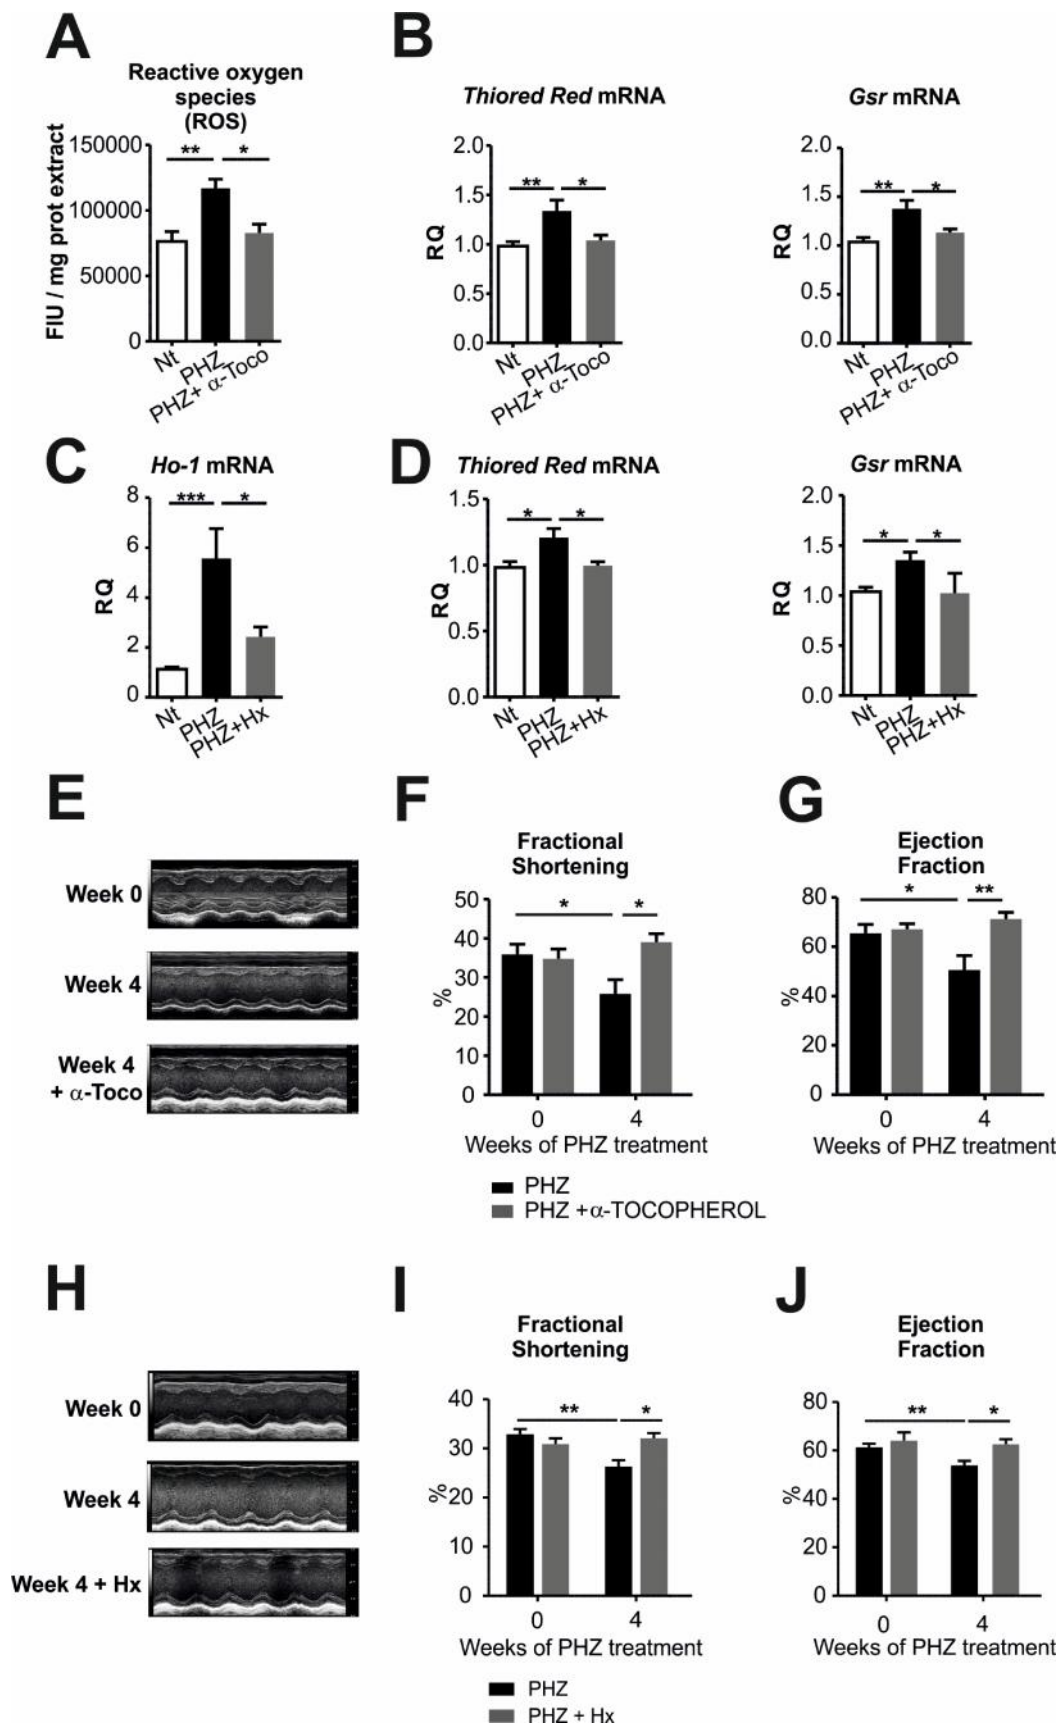 A
Reactive oxygen
species
(ROS)
FIU / mg prot extract
150000
100000
50000
0
** *
Nt
PHZ
PHZ+ α-Toco
B
Thiored Red mRNA
RQ
2.0
1.5
1.0
0.5
0.0
** *
Nt
PHZ
PHZ+ α-Toco
Gsr mRNA
RQ
2.0
1.5
1.0
0.5
0.0
** *
Nt
PHZ
PHZ+ α-Toco
C
Ho-1 mRNA
RQ
8
6
4
2
0
*** *
Nt
PHZ
PHZ+Hx
D
Thiored Red mRNA
RQ
1.5
1.0
0.5
0.0
* *
Nt
PHZ
PHZ+Hx
Gsr mRNA
RQ
2.0
1.5
1.0
0.5
0.0
* *
Nt
PHZ
PHZ+Hx
E
Week 0
Week 4
Week 4
+ α-Toco
F
Fractional
Shortening
%
50
40
30
20
10
0
* *
0 4
Weeks of PHZ treatment
PHZ
PHZ +α-TOCOPHEROL
G
Ejection
Fraction
%
80
60
40
20
0
* **
0 4
Weeks of PHZ treatment
H
Week 0
Week 4
Week 4 + Hx
I
Fractional
Shortening
%
40
30
20
10
0
** *
0 4
Weeks of PHZ treatment
PHZ
PHZ + Hx
J
Ejection
Fraction
%
80
60
40
20
0
** *
0 4
Weeks of PHZ treatment